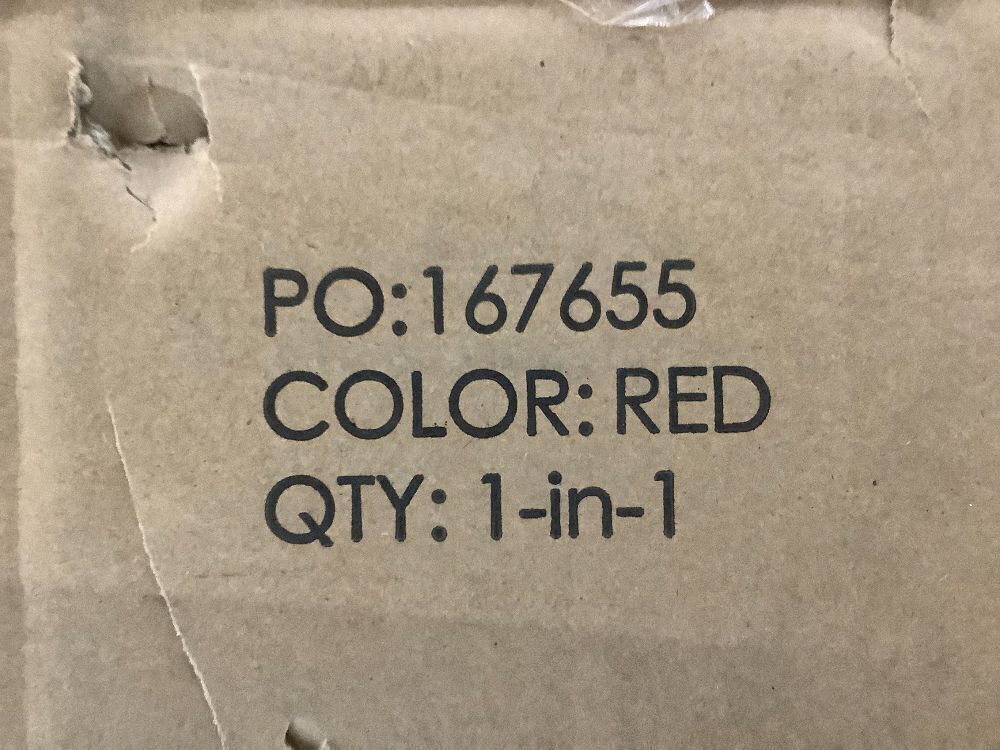 PO:167655
COLOR: RED
QTY: 1-in-1